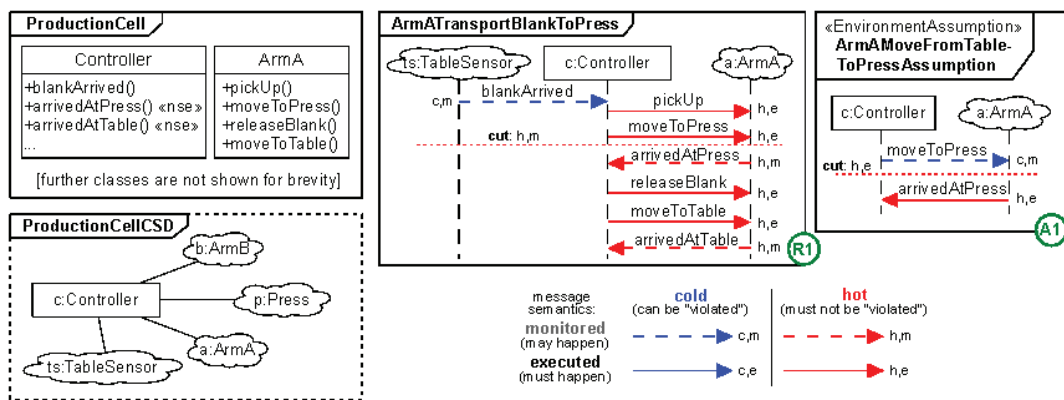 ProductionCell
Controller
+blankArrived()
+arrivedAtPress() «nse»
+arrivedAtTable() «nse»
...
ArmA
+pickUp()
+moveToPress()
+releaseBlank()
+moveToTable()
[further classes are not shown for brevity]
ProductionCellCSD
b:ArmB
c:Controller
p:Press
a:ArmA
ts:TableSensor
ArmATransportBlankToPress
ts:TableSensor
c:Controller
a:ArmA
c,m
blankArrived
pickUp
h,e
cut: h,m
moveToPress
h,e
arrivedAtPress
h,m
releaseBlank
h,e
moveToTable
h,e
arrivedAtTable
h,m
R1
«EnvironmentAssumption»
ArmAMoveFromTable-
ToPressAssumption
c:Controller
a:ArmA
moveToPress
c,m
cut: h,e
arrivedAtPress
h,e
A1
message
semantics:
cold
(can be "violated")
hot
(must not be "violated")
monitored
(may happen)
c,m
h,m
executed
(must happen)
c,e
h,e